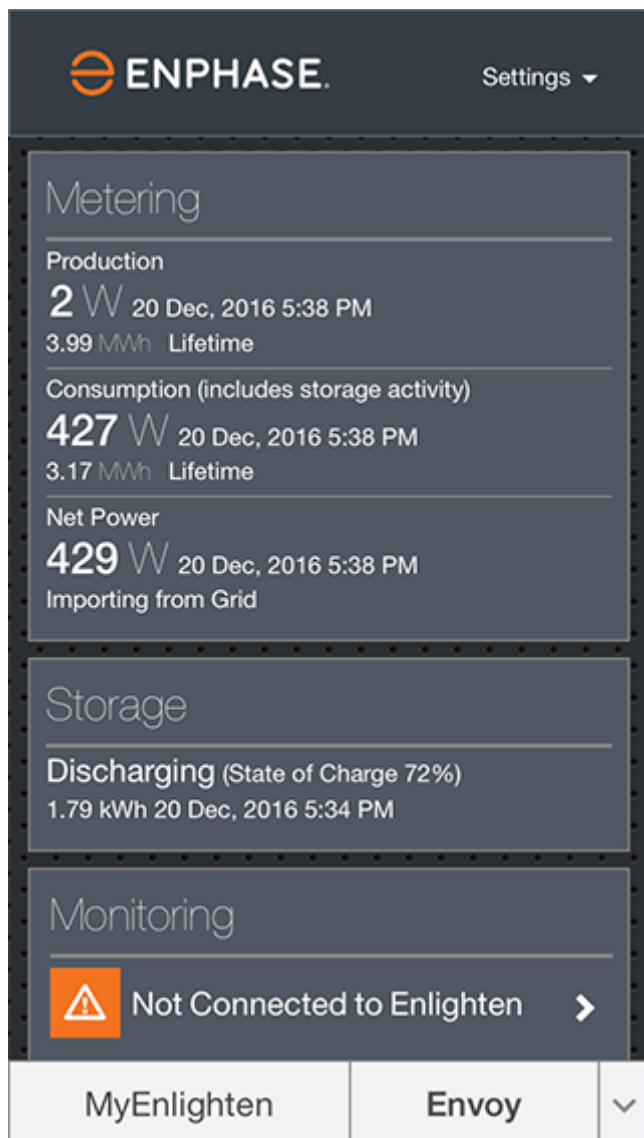 ENPHASE.
Settings
Metering
Production
2 W 20 Dec, 2016 5:38 PM
3.99 MWh Lifetime
Consumption (includes storage activity)
427 W 20 Dec, 2016 5:38 PM
3.17 MWh Lifetime
Net Power
429 W 20 Dec, 2016 5:38 PM
Importing from Grid
Storage
Discharging (State of Charge 72%)
1.79 kWh 20 Dec, 2016 5:34 PM
Monitoring
Not Connected to Enlighten
MyEnlighten Envoy